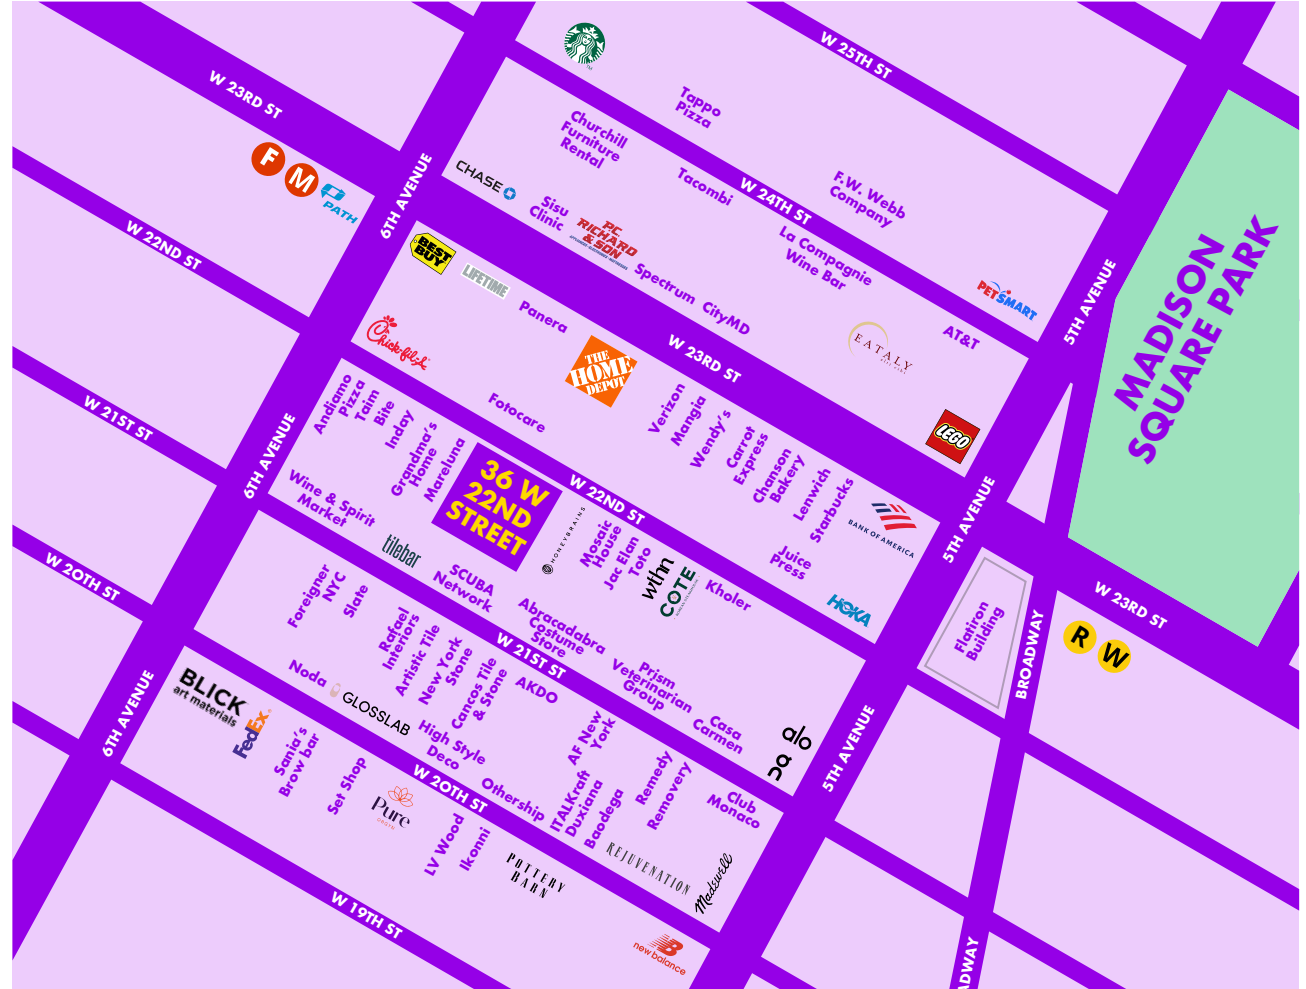 W 25TH ST
W 23RD ST
Tappo
Pizza
Churchill
Furniture
Rental
CHASE
Tacombi
W 24TH ST
F.W. Webb
Company
F
M
PATH
6TH AVENUE
Sisu
Clinic
PC
RICHARD
& SON
La Compagnie
Wine Bar
PETSMART
5TH AVENUE
MADISON
SQUARE PARK
W 22ND ST
BEST
BUY
LIFETIME
Spectrum
CityMD
Panera
EATALY
AT&T
Chick-fil-A
THE
HOME
DEPOT
W 23RD ST
LEGO
W 21ST ST
6TH AVENUE
Andiamo
Pizza
Taim
Bite
Inday
Grandma's
Home
Mareluna
Fotocare
Verizon
Mangia
Wendy's
Carrot
Express
Chanson
Bakery
Lenwich
Starbucks
BANK OF AMERICA
5TH AVENUE
Wine & Spirit
Market
36 W
22ND
STREET
W 22ND ST
HONEYBRAINS
Mosaic
House
Jac Elan
Toto
wthn
COTE
Kholer
Juice
Press
HOKA
tilebar
SCUBA
Network
Abracadabra
Costume
Store
W 20TH ST
Foreigner
NYC
Slate
Rafael
Interiors
Artistic Tile
New York
Stone
Cancos Tile
& Stone
W 21ST ST
AKDO
Prism
Veterinarian
Group
Casa
Carmen
alo
Flatiron
Building
BROADWAY
W 23RD ST
R
W
6TH AVENUE
BLICK
art materials
FedEx
Noda
GLOSSLAB
High Style
Deco
Othership
AF New
York
5TH AVENUE
Sania's
Brow bar
Set Shop
Pure
W 20TH ST
ITALKraft
Duxiana
Baodega
Remedy
Removery
Club
Monaco
LV Wood
Ikonni
POTTERY
BARN
REJUVENATION
Madewell
W 19TH ST
new balance
ADWAY